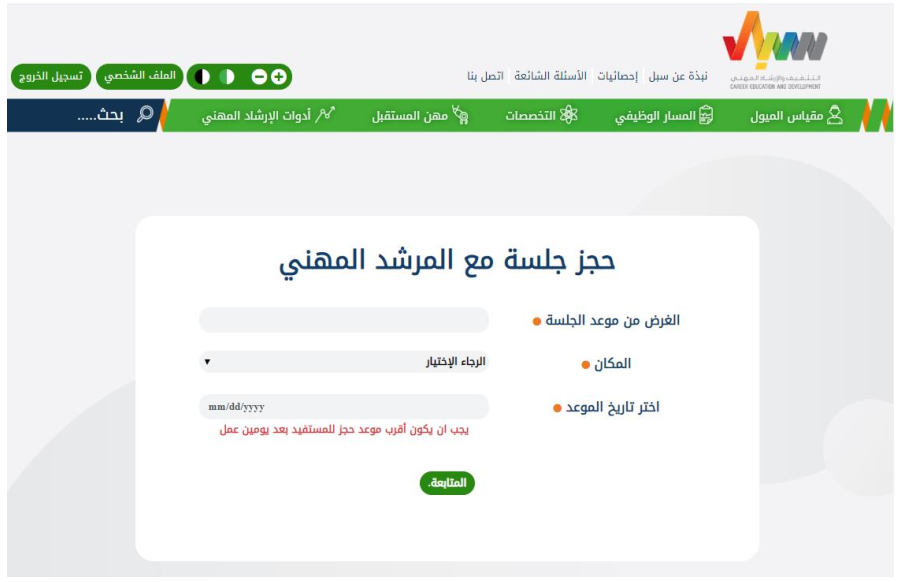 سبل
للتثقيف والإرشاد المهني
CAREER EDUCATION AND DEVELOPMENT
نبذة عن سبل
إحصائيات
الأسئلة الشائعة
اتصل بنا
الملف الشخصي
تسجيل الخروج
مقياس الميول
المسار الوظيفي
التخصصات
مهن المستقبل
أدوات الإرشاد المهني
بحث.....
حجز جلسة مع المرشد المهني
الغرض من موعد الجلسة
المكان
الرجاء الإختيار
اختر تاريخ الموعد
mm/dd/yyyy
يجب ان يكون أقرب موعد حجز للمستفيد بعد يومين عمل
المتابعة.